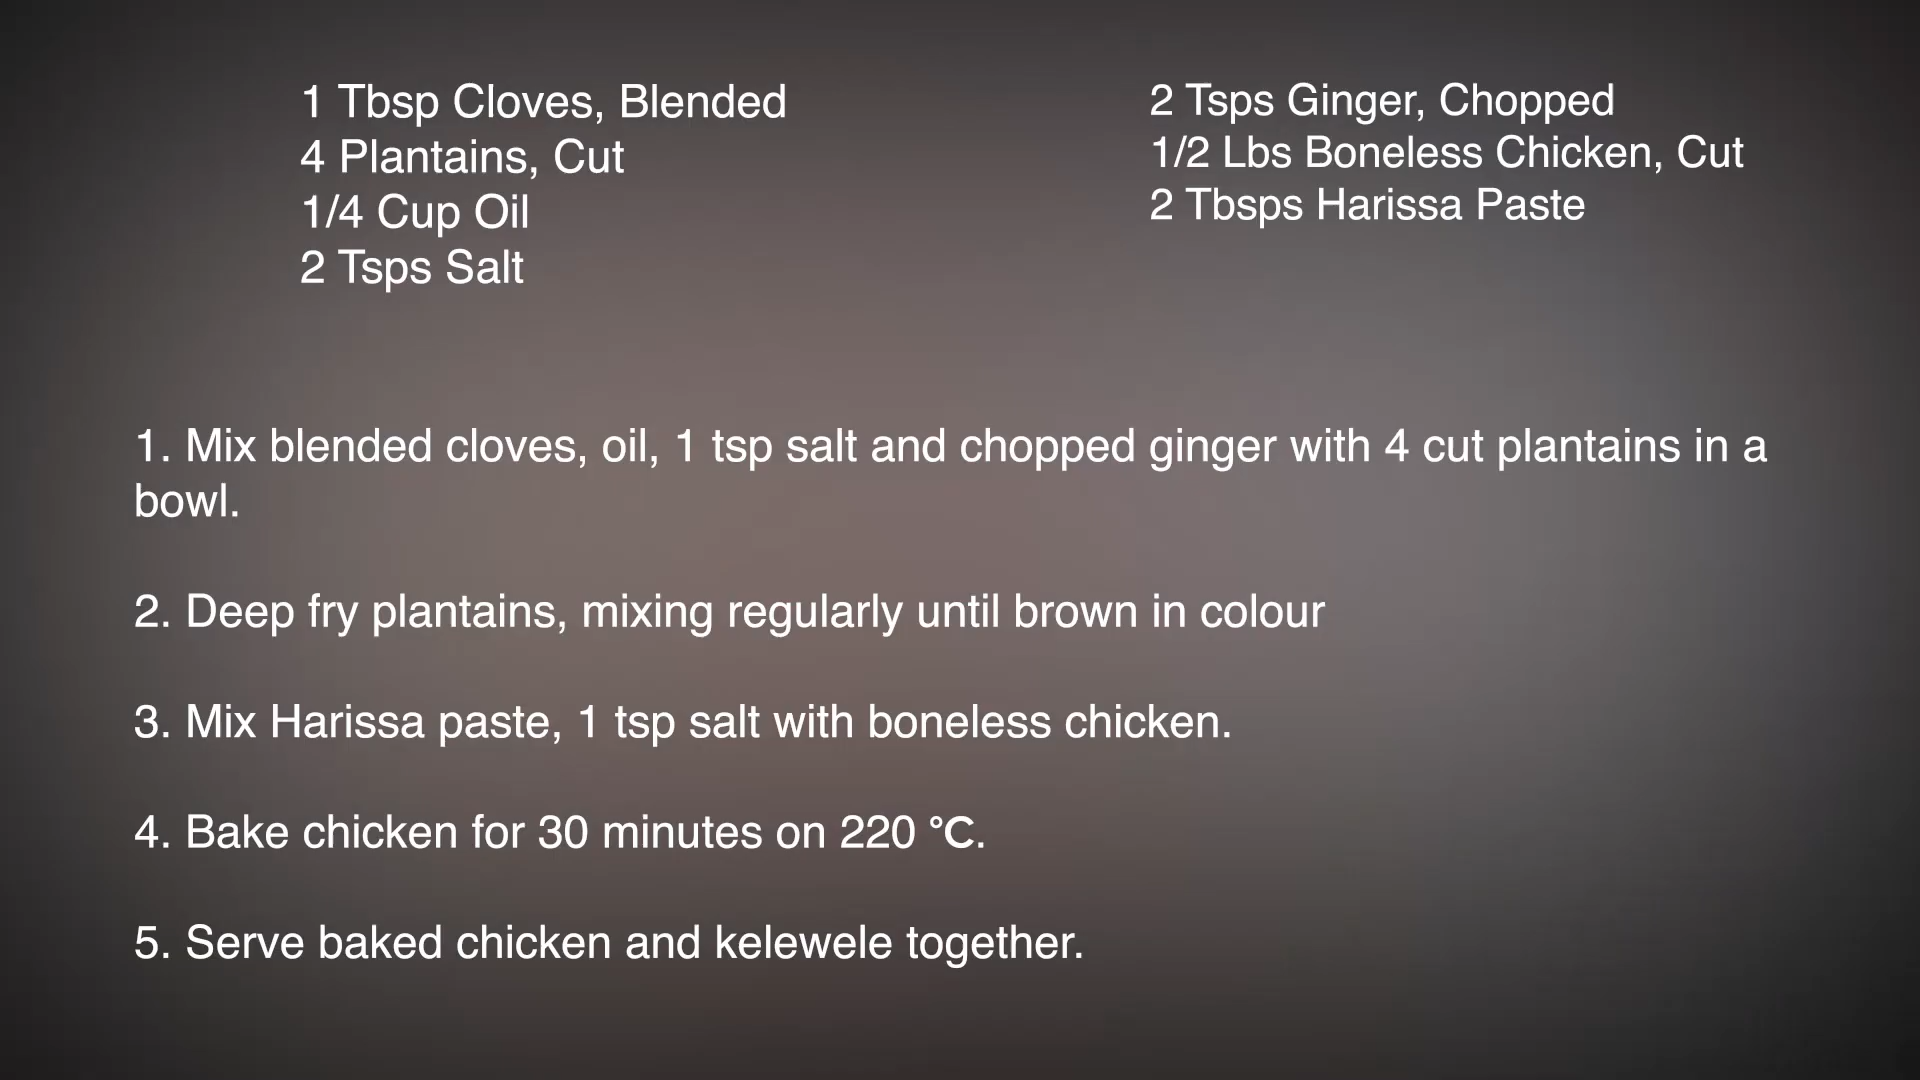 1 Tbsp Cloves, Blended
4 Plantains, Cut
1/4 Cup Oil
2 Tsps Salt
2 Tsps Ginger, Chopped
1/2 Lbs Boneless Chicken, Cut
2 Tbsps Harissa Paste
1. Mix blended cloves, oil, 1 tsp salt and chopped ginger with 4 cut plantains in a
bowl.
2. Deep fry plantains, mixing regularly until brown in colour
3. Mix Harissa paste, 1 tsp salt with boneless chicken.
4. Bake chicken for 30 minutes on 220 °C.
5. Serve baked chicken and kelewele together.